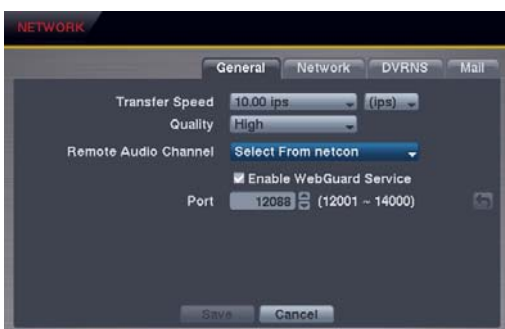 NETWORK
General Network DVRNS Mail
Transfer Speed 10.00 ips (ips)
Quality High
Remote Audio Channel Select From netcon
Enable WebGuard Service
Port 12088 (12001 ~ 14000)
Save Cancel